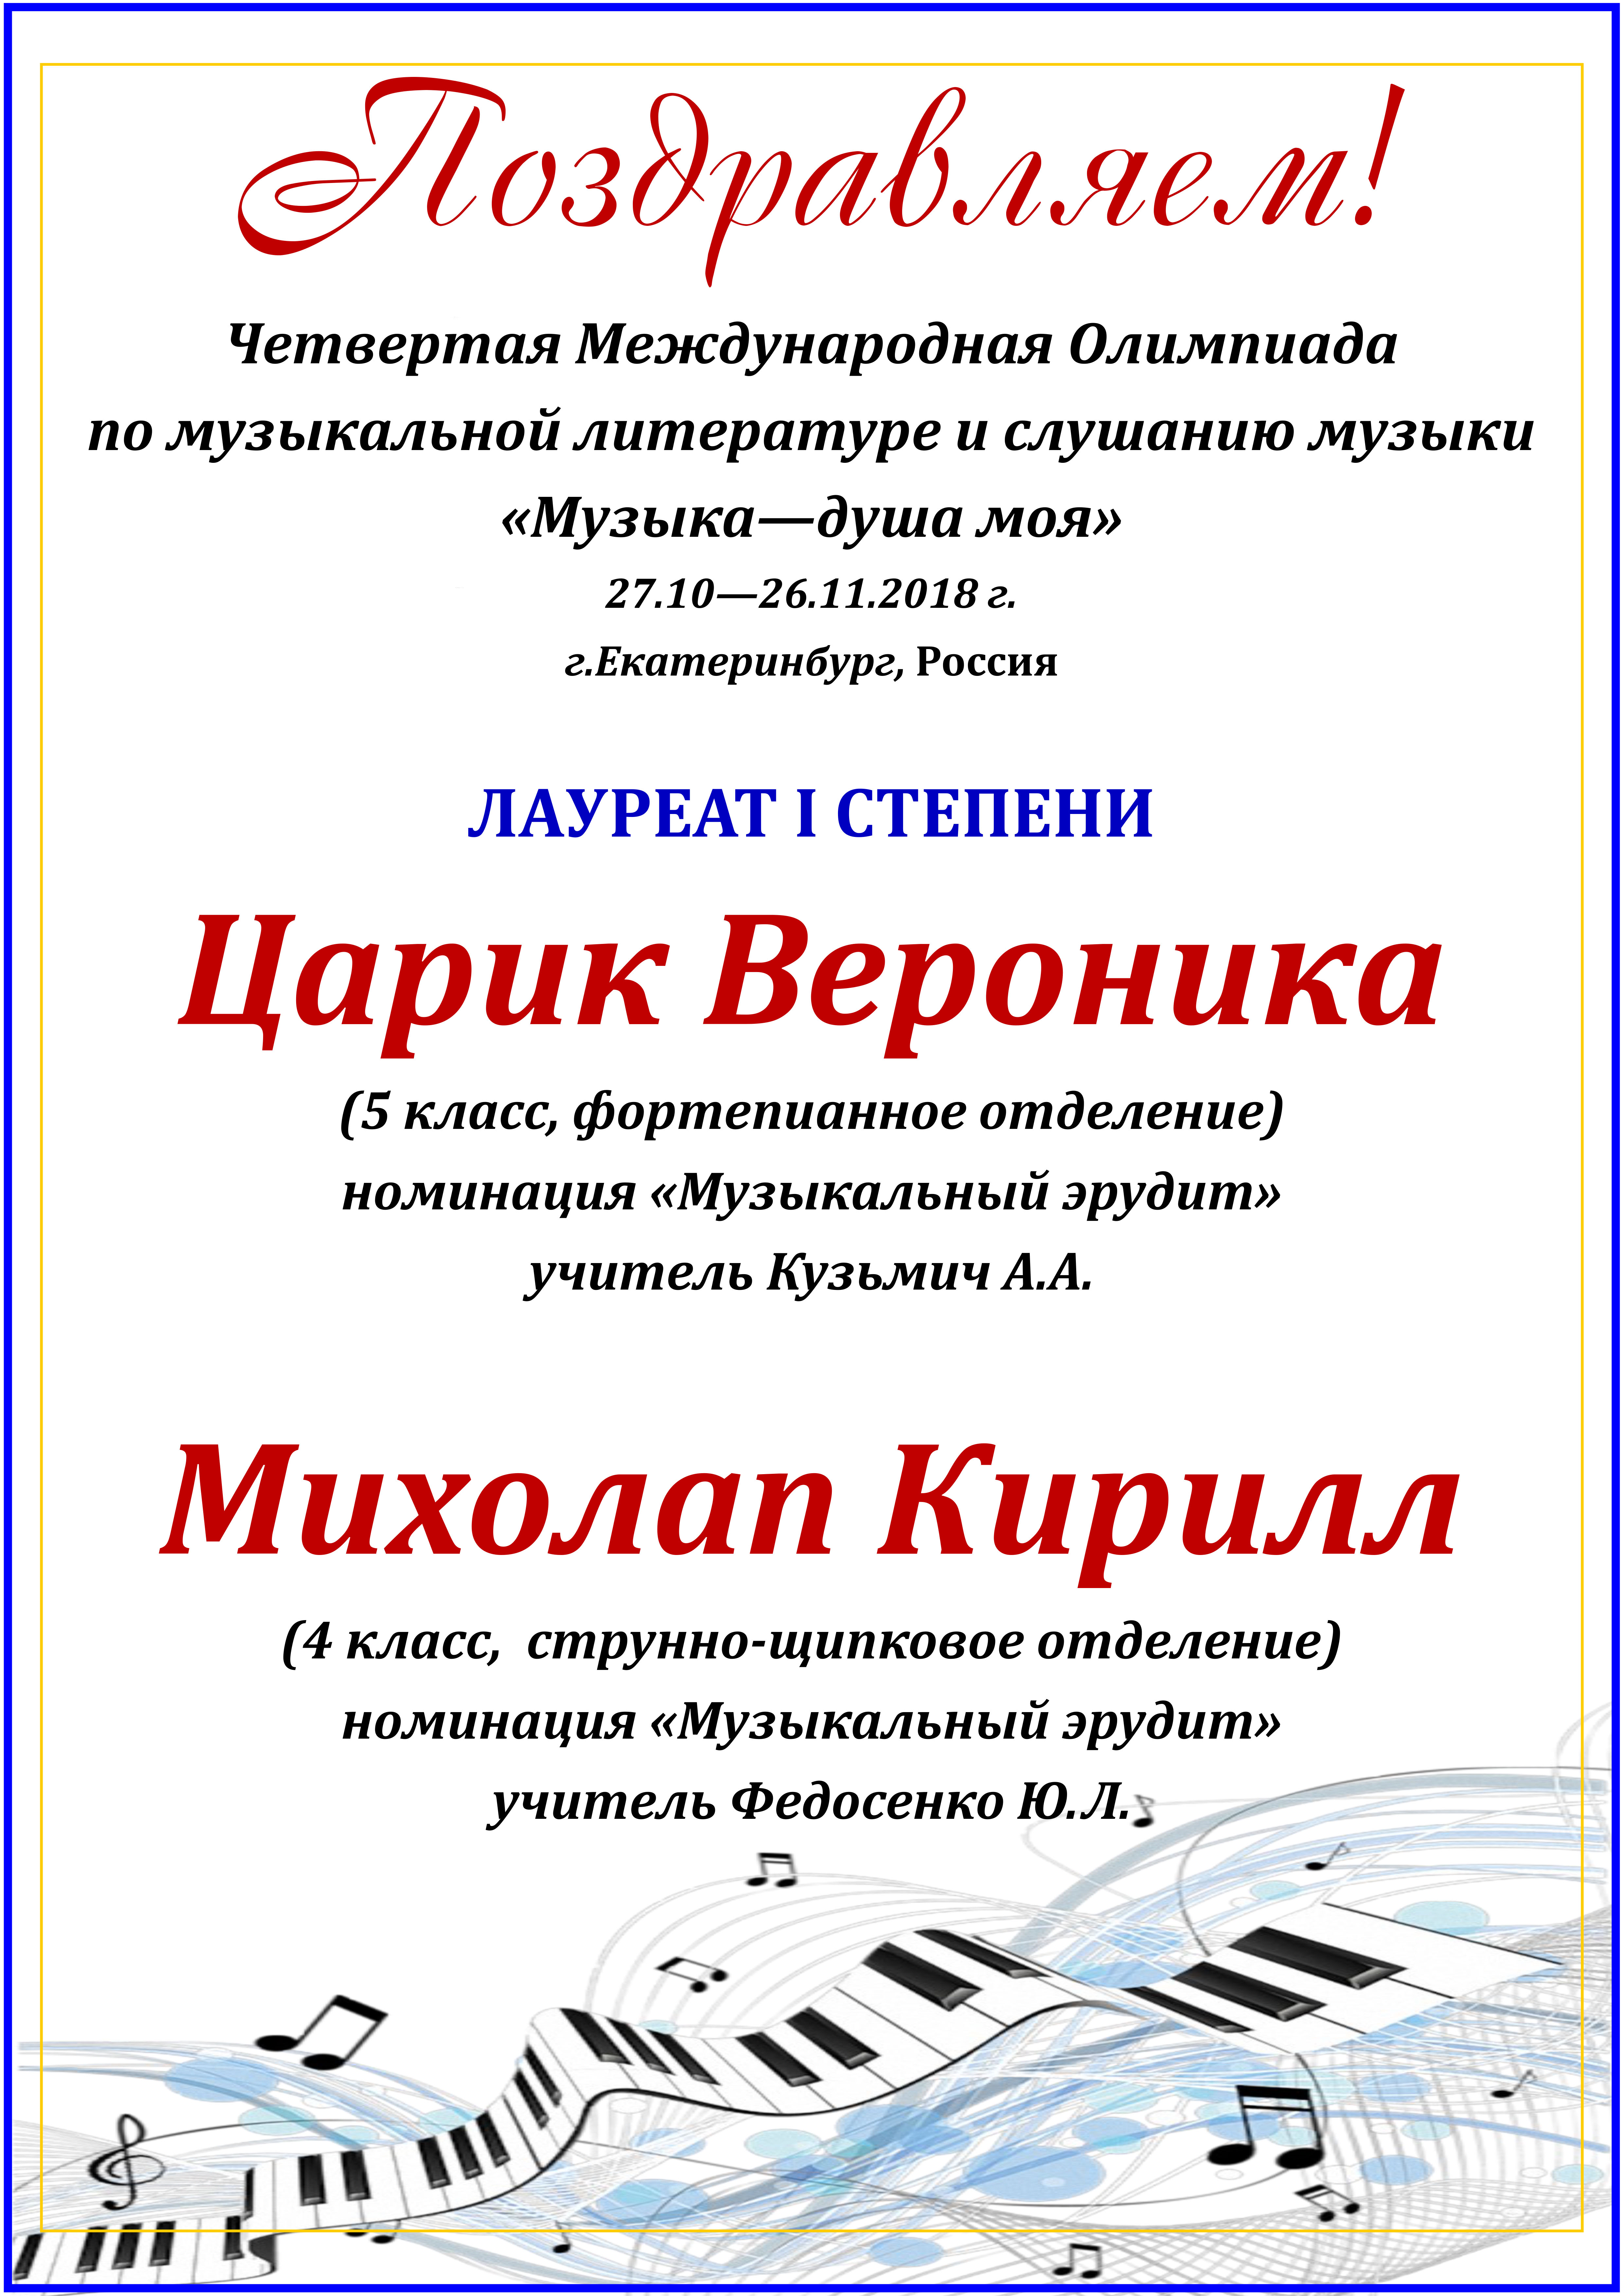 Поздравляем!
Четвертая Международная Олимпиада
по музыкальной литературе и слушанию музыки
«Музыка—душа моя»
27.10—26.11.2018 г.
г.Екатеринбург, Россия
ЛАУРЕАТ I СТЕПЕНИ
Царик Вероника
(5 класс, фортепианное отделение)
номинация «Музыкальный эрудит»
учитель Кузьмич А.А.
Михолап Кирилл
(4 класс,  струнно-щипковое отделение)
номинация «Музыкальный эрудит»
учитель Федосенко Ю.Л.